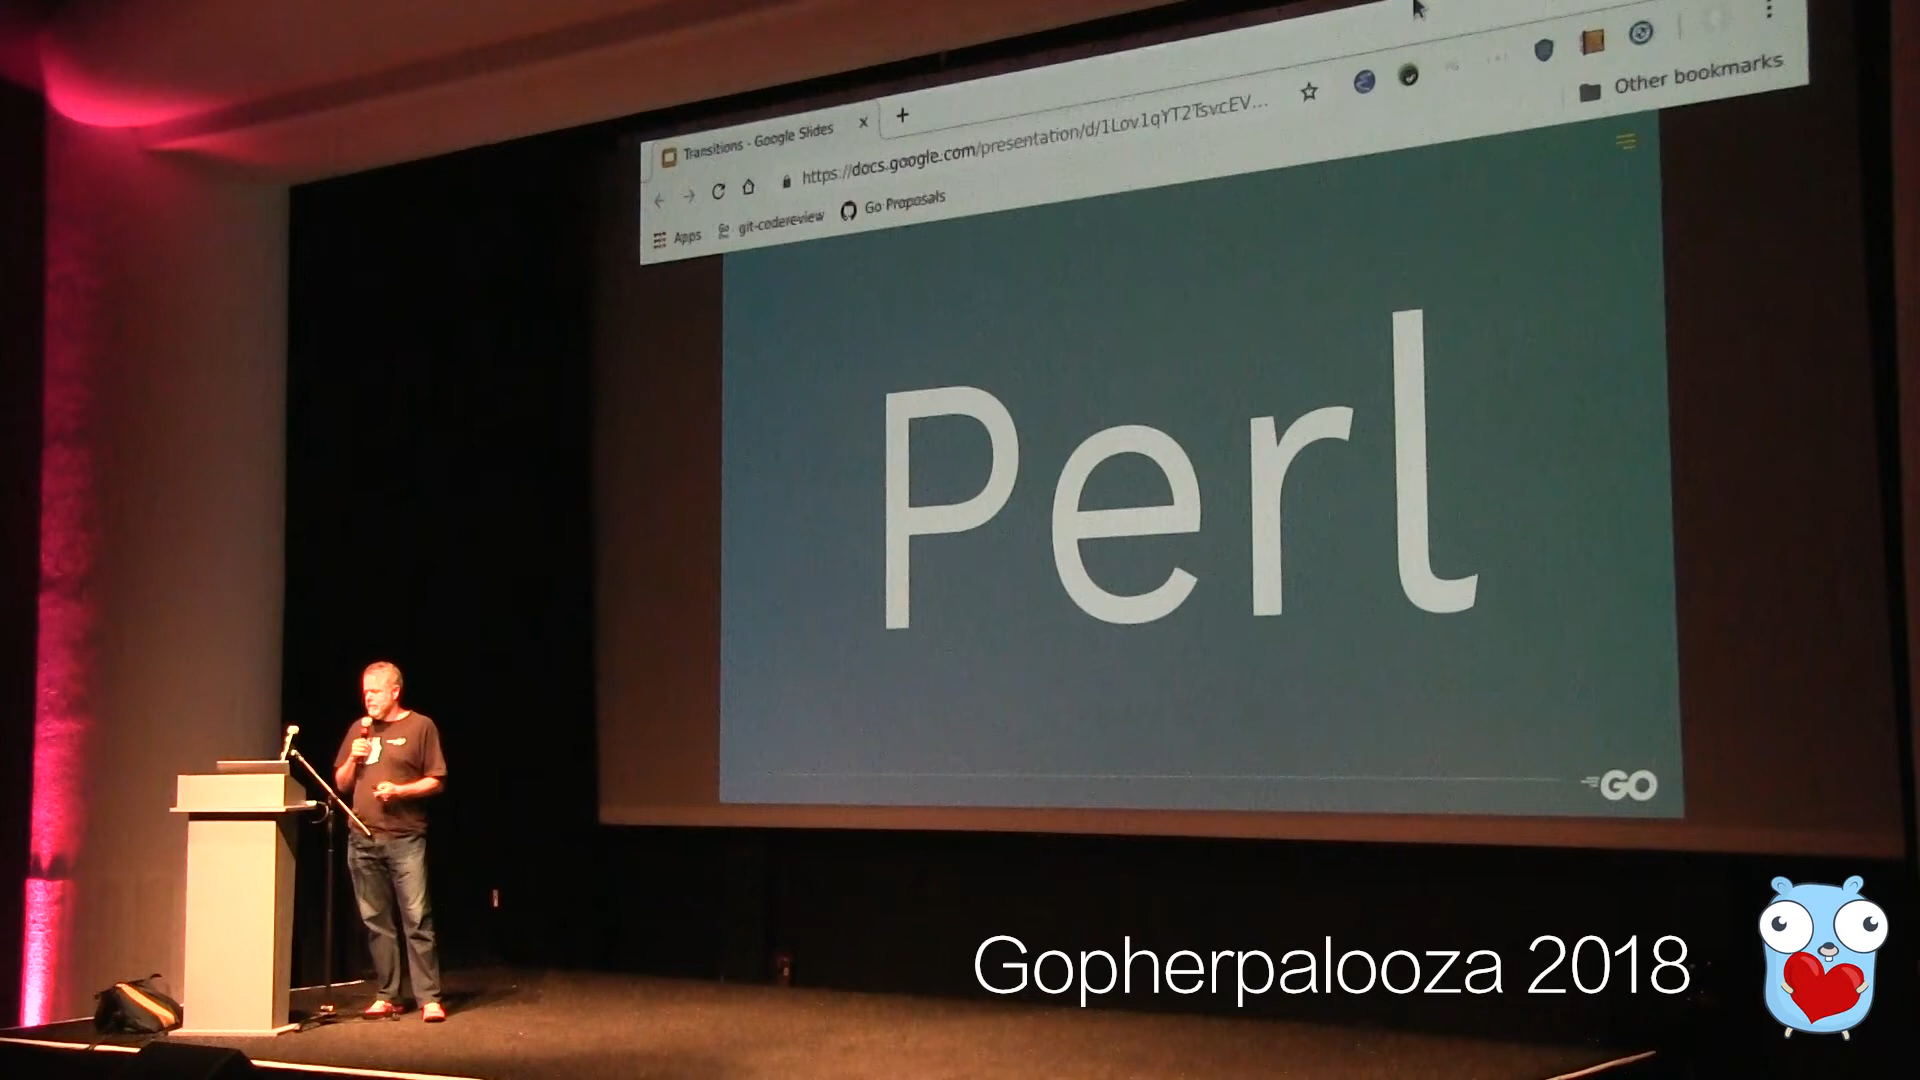 Transitions - Google Slides
https://docs.google.com/presentation/d/1Lov1qYT2TsvcEV...
Apps
git-codereview
Go Proposals
Other bookmarks
Perl
GO
Gopherpalooza 2018